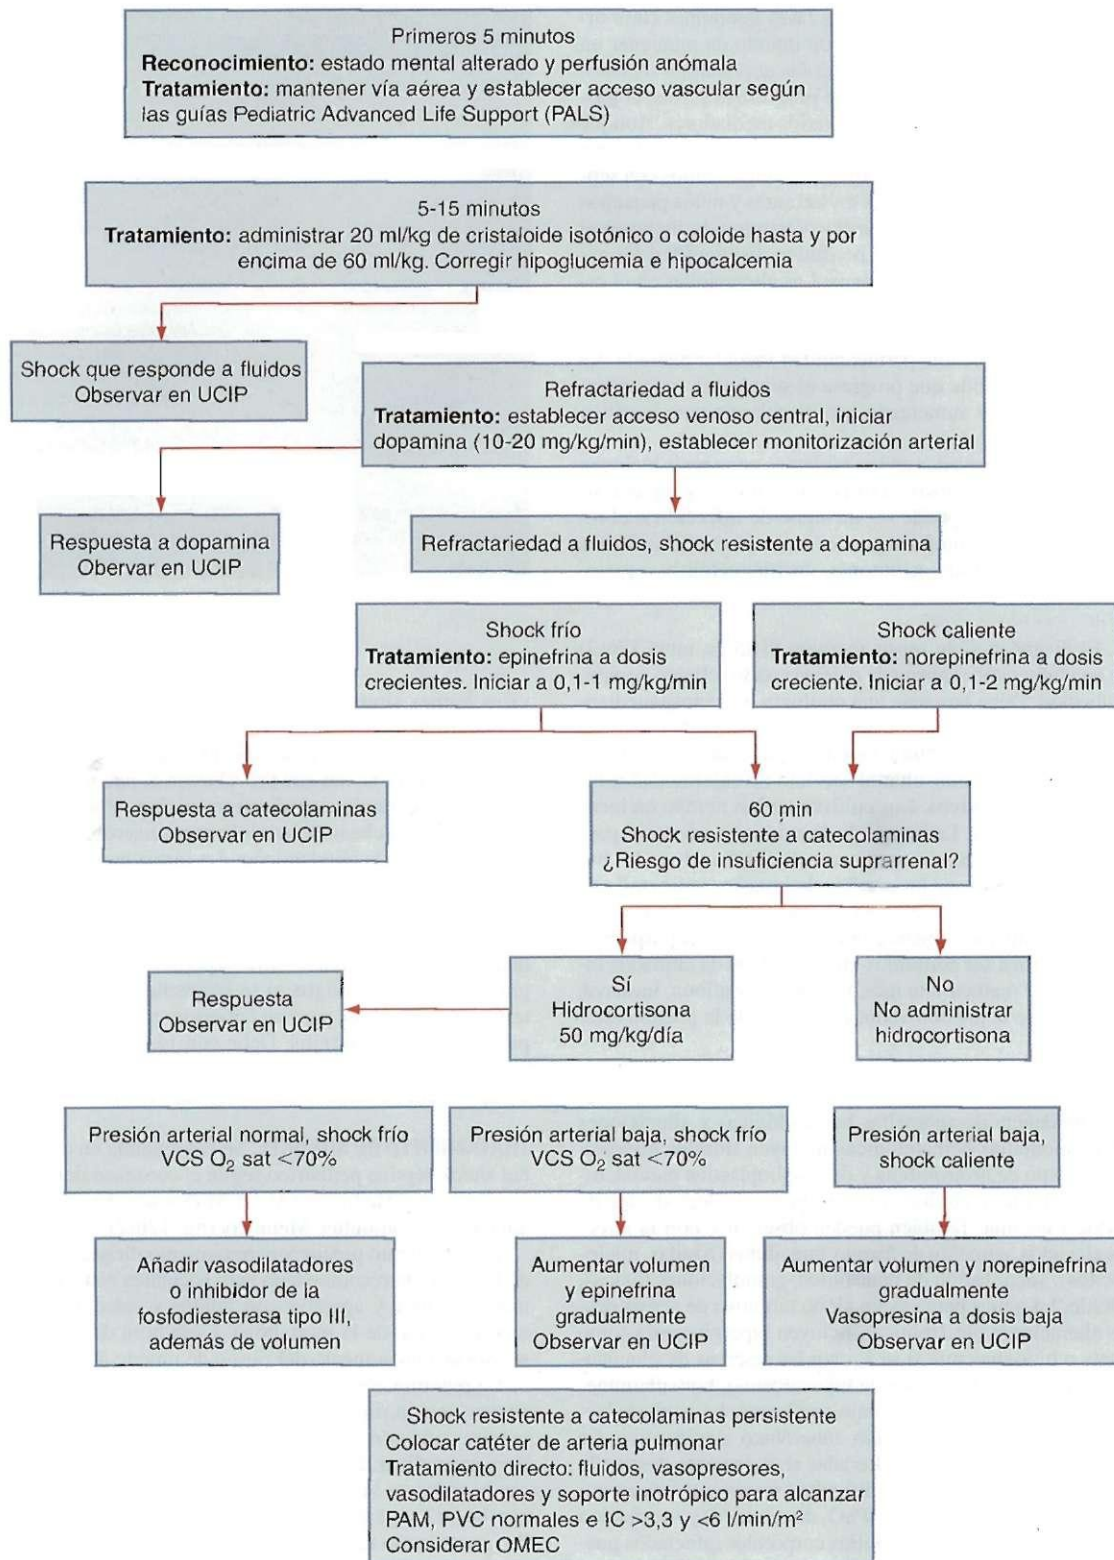 Primeros 5 minutos
Reconocimiento: estado mental alterado y perfusión anómala
Tratamiento: mantener vía aérea y establecer acceso vascular según
las guías Pediatric Advanced Life Support (PALS)
5-15 minutos
Tratamiento: administrar 20 ml/kg de cristaloide isotónico o coloide hasta y por
encima de 60 ml/kg. Corregir hipoglucemia e hipocalcemia
Shock que responde a fluidos
Observar en UCIP
Refractariedad a fluidos
Tratamiento: establecer acceso venoso central, iniciar
dopamina (10-20 mg/kg/min), establecer monitorización arterial
Respuesta a dopamina
Obervar en UCIP
Refractariedad a fluidos, shock resistente a dopamina
Shock frío
Tratamiento: epinefrina a dosis
crecientes. Iniciar a 0,1-1 mg/kg/min
Shock caliente
Tratamiento: norepinefrina a dosis
creciente. Iniciar a 0,1-2 mg/kg/min
Respuesta a catecolaminas
Observar en UCIP
60 min
Shock resistente a catecolaminas
¿Riesgo de insuficiencia suprarrenal?
Respuesta
Observar en UCIP
Sí
Hidrocortisona
50 mg/kg/día
No
No administrar
hidrocortisona
Presión arterial normal, shock frío
VCS O₂ sat <70%
Presión arterial baja, shock frío
VCS O₂ sat <70%
Presión arterial baja,
shock caliente
Añadir vasodilatadores
o inhibidor de la
fosfodiesterasa tipo III,
además de volumen
Aumentar volumen
y epinefrina
gradualmente
Observar en UCIP
Aumentar volumen y norepinefrina
gradualmente
Vasopresina a dosis baja
Observar en UCIP
Shock resistente a catecolaminas persistente
Colocar catéter de arteria pulmonar
Tratamiento directo: fluidos, vasopresores,
vasodilatadores y soporte inotrópico para alcanzar
PAM, PVC normales e IC >3,3 y <6 l/min/m²
Considerar OMEC